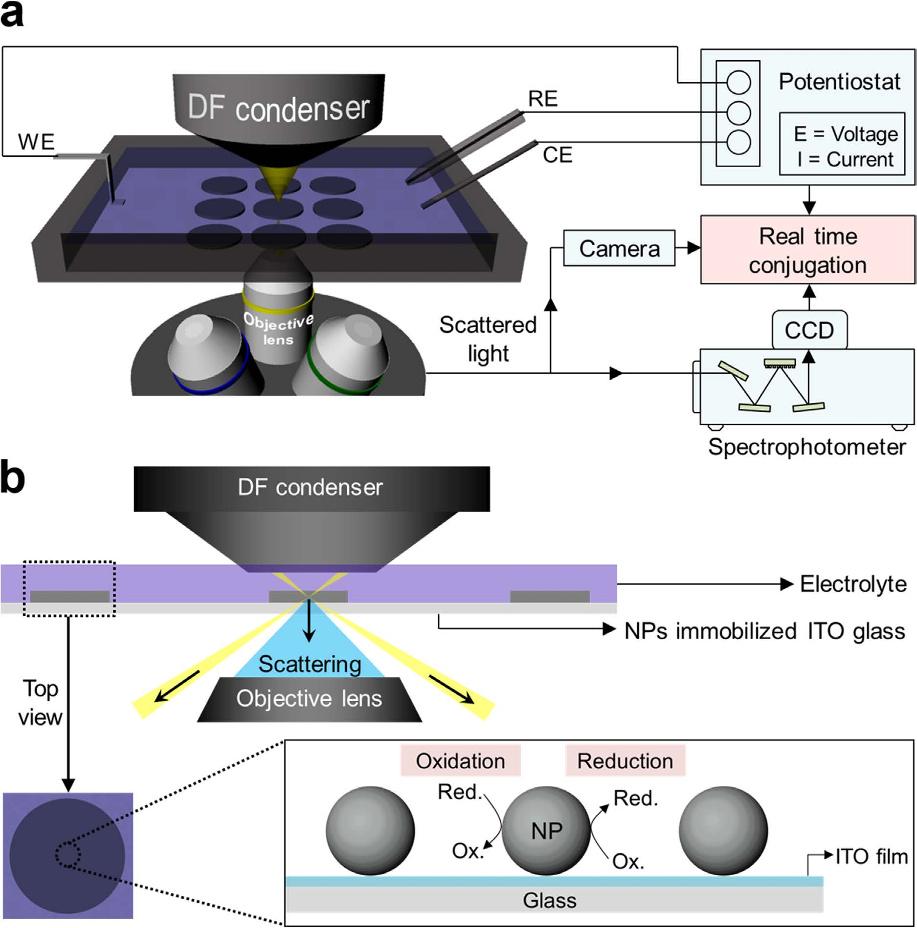 a
DF condenser
WE
RE
CE
Potentiostat
E = Voltage
I = Current
Camera
Real time
conjugation
Objective
lens
Scattered
light
CCD
Spectrophotometer
b
DF condenser
Electrolyte
NPs immobilized ITO glass
Scattering
Objective lens
Top
view
Oxidation
Reduction
Red.
Red.
NP
Ox.
Ox.
ITO film
Glass